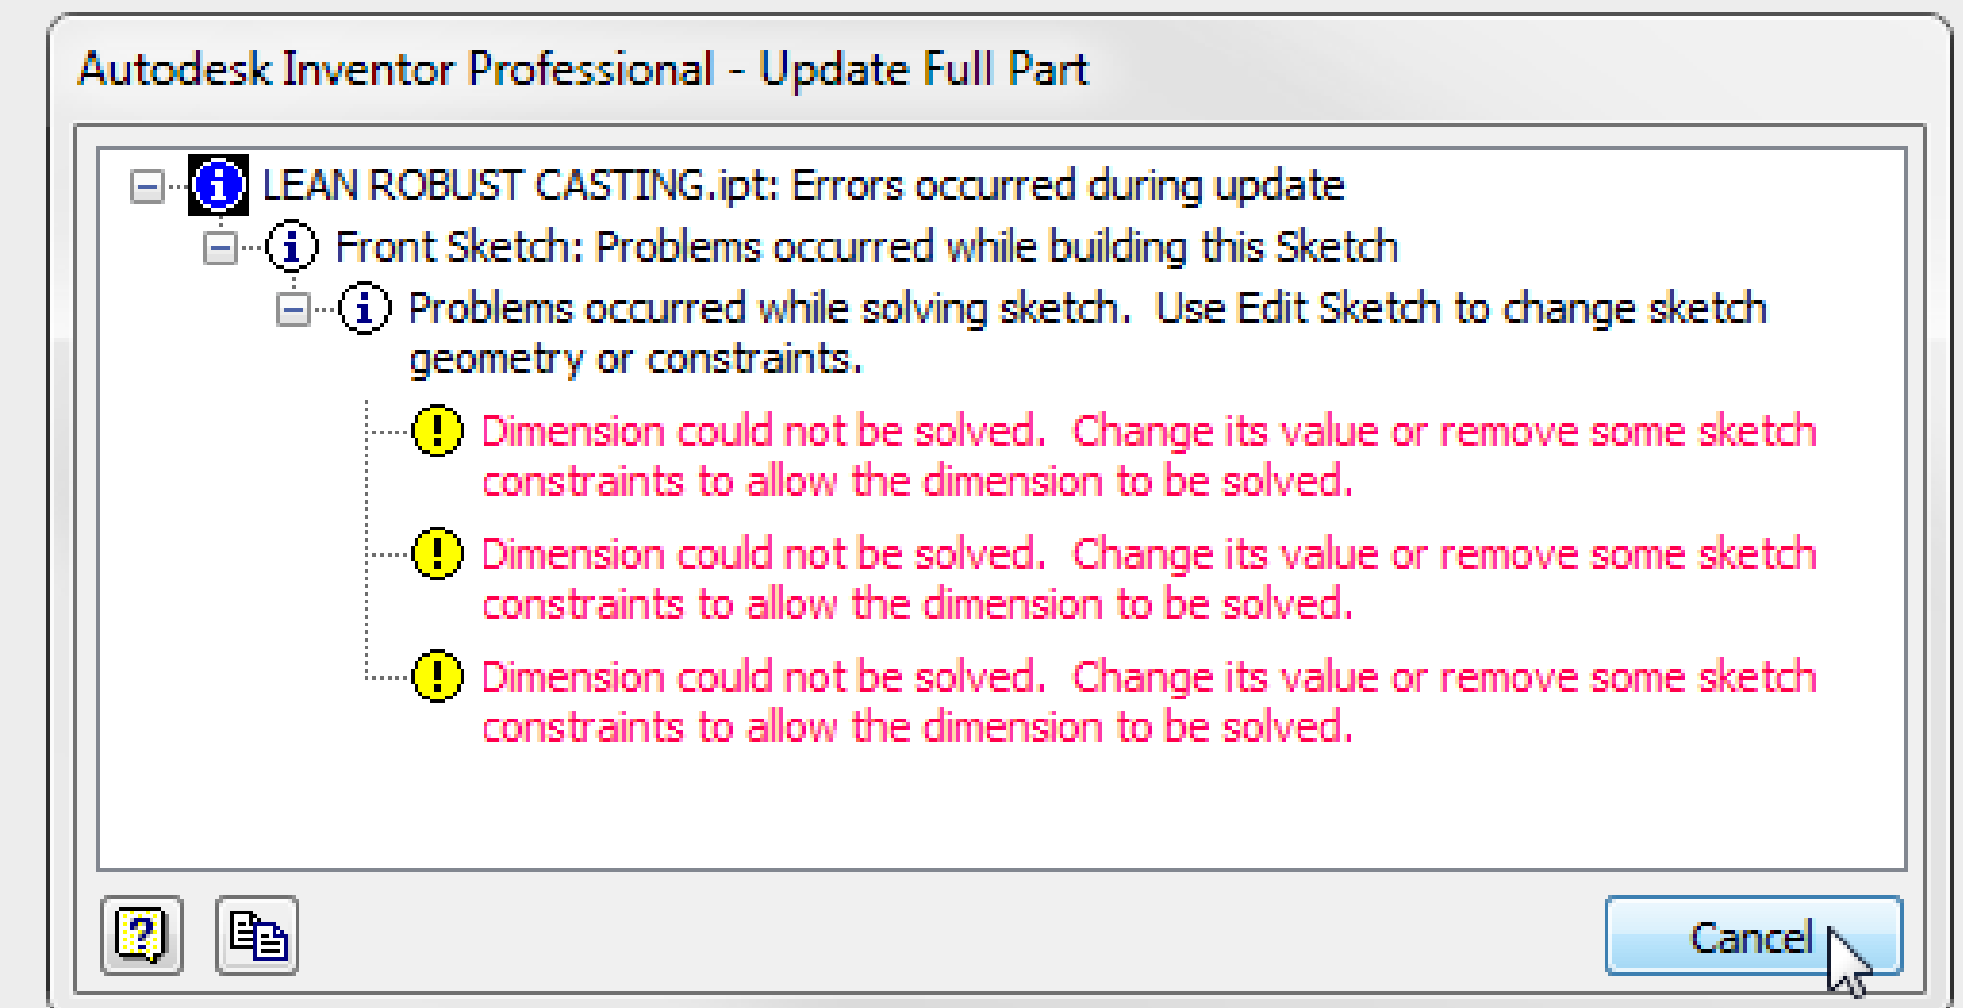 Autodesk Inventor Professional - Update Full Part
LEAN ROBUST CASTING.ipt: Errors occurred during update
Front Sketch: Problems occurred while building this Sketch
Problems occurred while solving sketch.  Use Edit Sketch to change sketch
geometry or constraints.
Dimension could not be solved.  Change its value or remove some sketch
constraints to allow the dimension to be solved.
Dimension could not be solved.  Change its value or remove some sketch
constraints to allow the dimension to be solved.
Dimension could not be solved.  Change its value or remove some sketch
constraints to allow the dimension to be solved.
Cancel